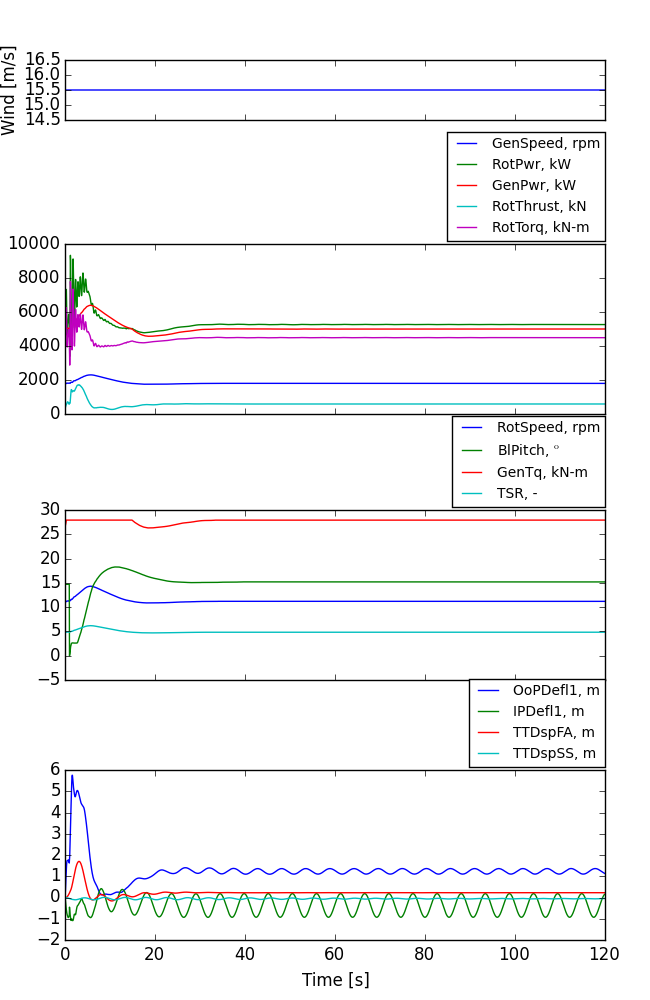 Wind [m/s]
16.5
16.0
15.5
15.0
14.5
GenSpeed, rpm
RotPwr, kW
GenPwr, kW
RotThrust, kN
RotTorq, kN-m
10000
8000
6000
4000
2000
0
RotSpeed, rpm
BlPitch, °
GenTq, kN-m
TSR, -
30
25
20
15
10
5
0
−5
OoPDefl1, m
IPDefl1, m
TTDspFA, m
TTDspSS, m
6
5
4
3
2
1
0
−1
−2
0 20 40 60 80 100 120
Time [s]